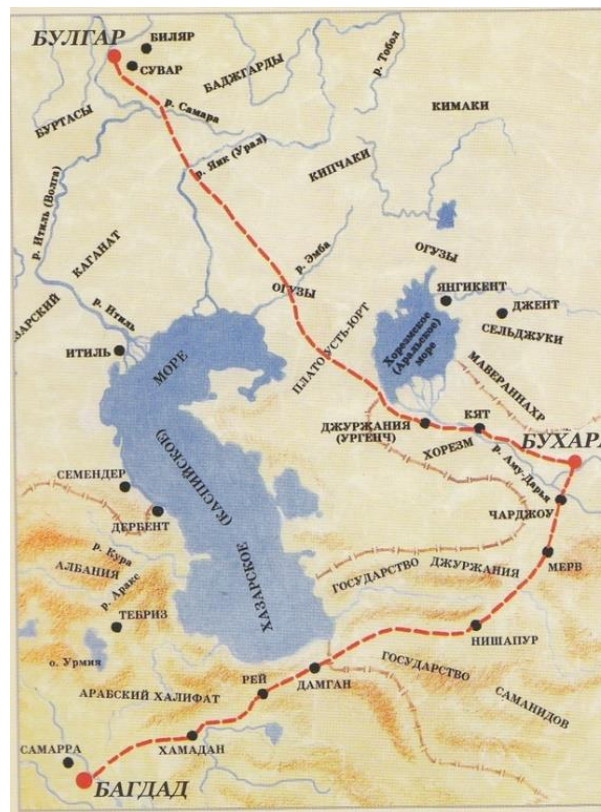 БУЛГАР
БИЛЯР
СУВАР
БАДЖГАРДЫ
р. Тобол
БУРТАСЫ
р. Самара
КИМАКИ
р. Яик (Урал)
КИПЧАКИ
р. Итиль (Волга)
КАГАНАТ
ЗАРСКИЙ
р. Итиль
ИТИЛЬ
р. Эмба
ОГУЗЫ
ОГУЗЫ
ЯНГИКЕНТ
ДЖЕНТ
СЕЛЬДЖУКИ
Хорезмское
(Аральское)
море
ПЛАТО УСТЬ-ЮРТ
МОРЕ
МАВЕРАННАХР
ДЖУРЖАНИЯ
(УРГЕНЧ)
КЯТ
ХОРЕЗМ
БУХАРА
р. Аму-Дарья
ЧАРДЖОУ
СЕМЕНДЕР
ДЕРБЕНТ
(КАСПИЙСКОЕ)
ХАЗАРСКОЕ
р. Кура
АЛБАНИЯ
р. Аракс
ТЕБРИЗ
о. Урмия
ГОСУДАРСТВО
ДЖУРЖАНИЯ
МЕРВ
НИШАПУР
ГОСУДАРСТВО
САМАНИДОВ
ДАМГАН
РЕЙ
АРАБСКИЙ ХАЛИФАТ
ХАМАДАН
САМАРРА
БАГДАД